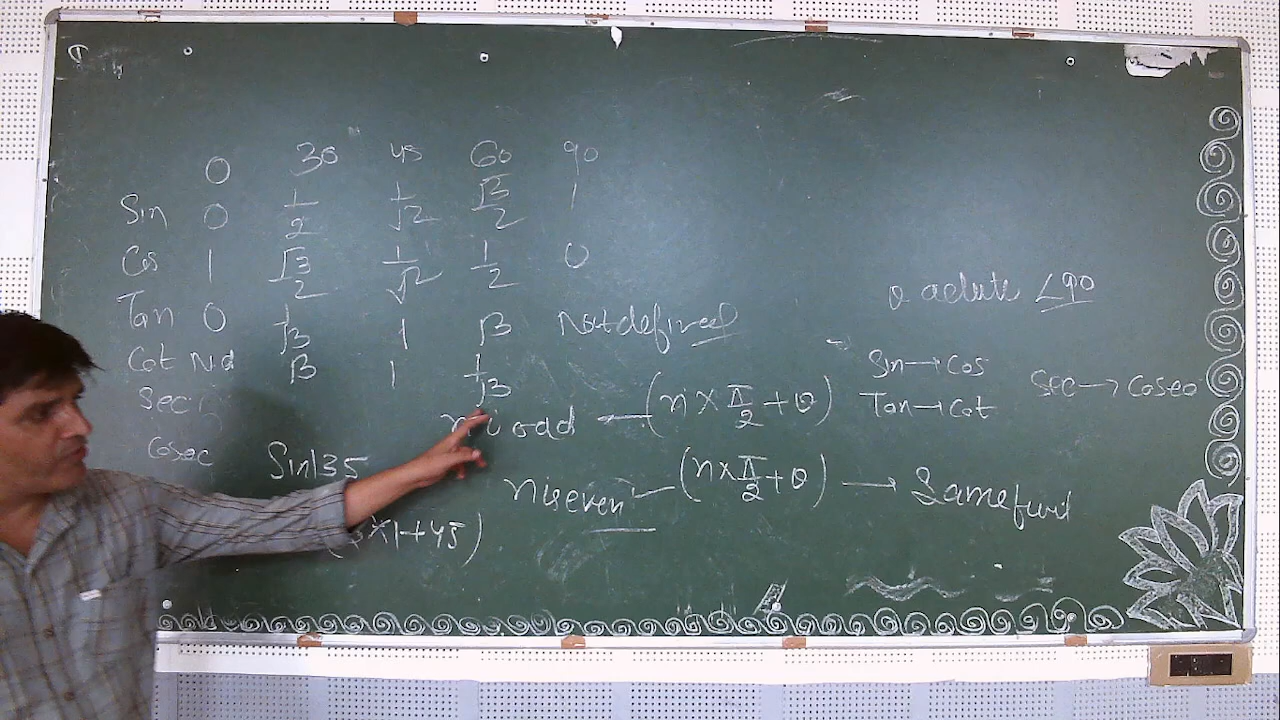 0 30 45 60 90
Sin 0 1/2 1/√2 √3/2 1
Cos 1 √3/2 1/√2 1/2 0
Tan 0 1/√3 1 √3 Not defined
Cot Nd √3 1 1/√3
Sec
Cosec
θ acute <90
Sin → Cos
Tan → Cot
Sec → Cosec
odd ← (n × π/2 + θ)
n is even ← (n × π/2 + θ) → Same
Sin135
×1+45)